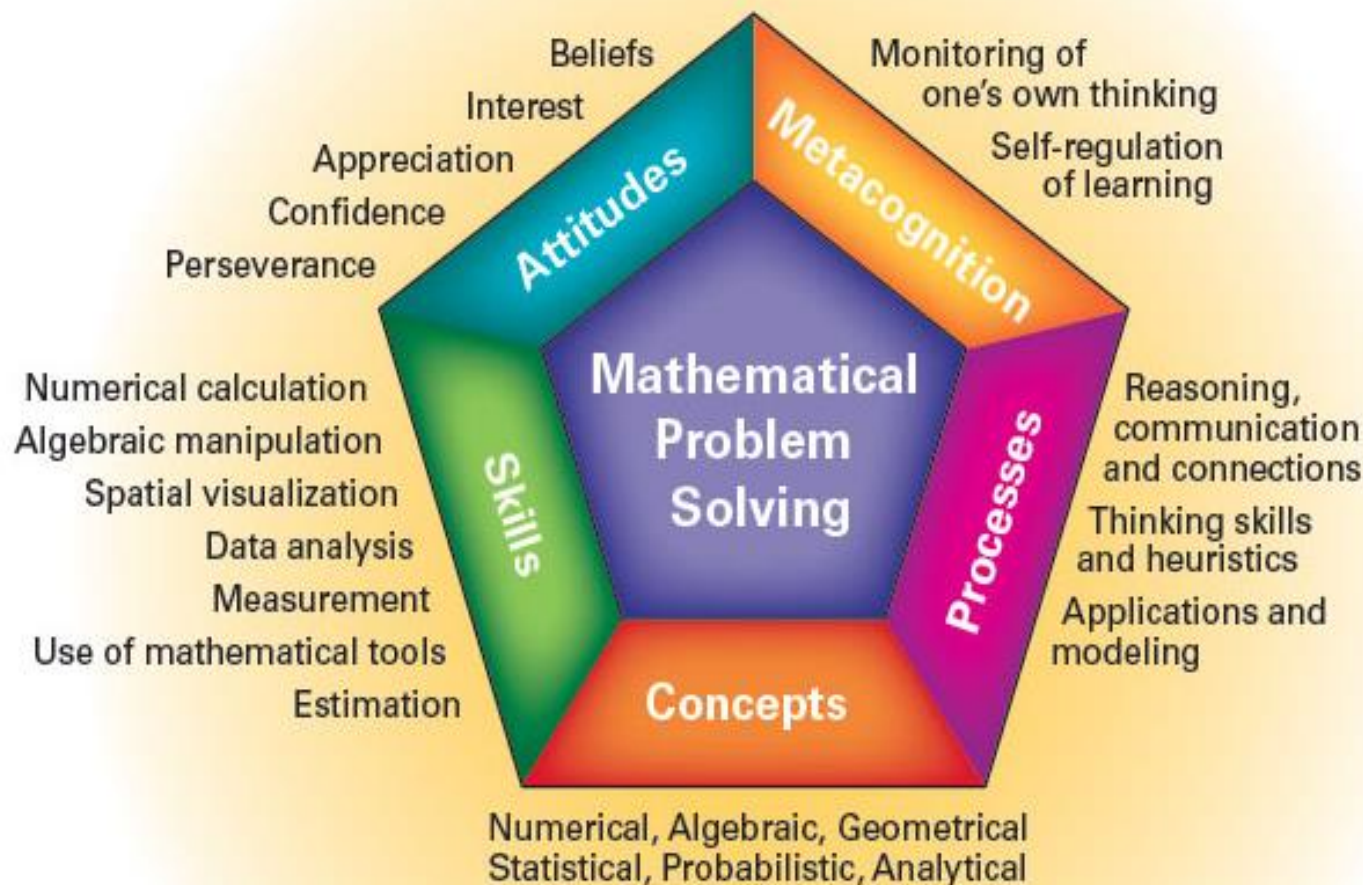 Beliefs
Interest
Appreciation
Confidence
Perseverance
Attitudes
Metacognition
Monitoring of
one's own thinking
Self-regulation
of learning
Numerical calculation
Algebraic manipulation
Spatial visualization
Data analysis
Measurement
Use of mathematical tools
Estimation
Skills
Mathematical
Problem
Solving
Processes
Reasoning,
communication
and connections
Thinking skills
and heuristics
Applications and
modeling
Concepts
Numerical, Algebraic, Geometrical
Statistical, Probabilistic, Analytical